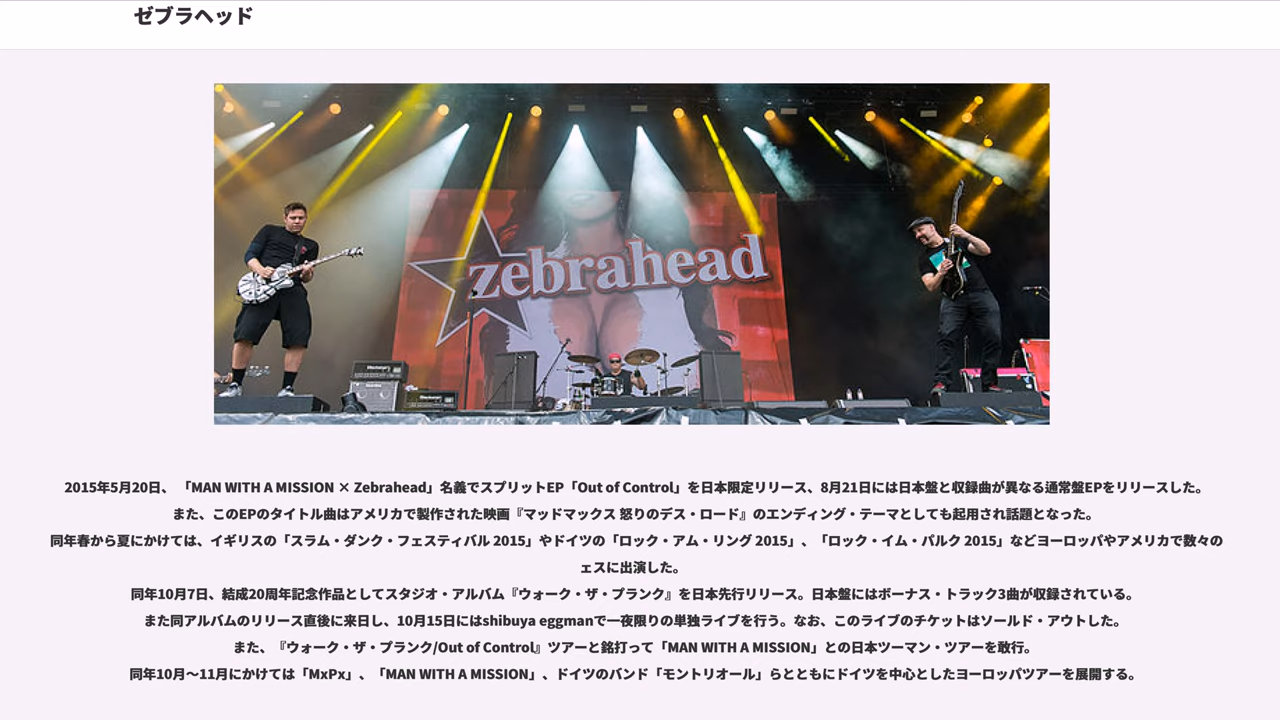 ゼブラヘッド
zebrahead
2015年5月20日、 「MAN WITH A MISSION × Zebrahead」名義でスプリットEP「Out of Control」を日本限定リリース、8月21日には日本盤と収録曲が異なる通常盤EPをリリースした。
また、このEPのタイトル曲はアメリカで製作された映画『マッドマックス 怒りのデス・ロード』のエンディング・テーマとしても起用され話題となった。
同年春から夏にかけては、イギリスの「スラム・ダンク・フェスティバル 2015」やドイツの「ロック・アム・リング 2015」、「ロック・イム・パルク 2015」などヨーロッパやアメリカで数々の
ェスに出演した。
同年10月7日、結成20周年記念作品としてスタジオ・アルバム『ウォーク・ザ・プランク』を日本先行リリース。日本盤にはボーナス・トラック3曲が収録されている。
また同アルバムのリリース直後に来日し、10月15日にはshibuya eggmanで一夜限りの単独ライブを行う。なお、このライブのチケットはソールド・アウトした。
また、『ウォーク・ザ・プランク/Out of Control』ツアーと銘打って「MAN WITH A MISSION」との日本ツーマン・ツアーを敢行。
同年10月〜11月にかけては「MxPx」、「MAN WITH A MISSION」、ドイツのバンド「モントリオール」らとともにドイツを中心としたヨーロッパツアーを展開する。